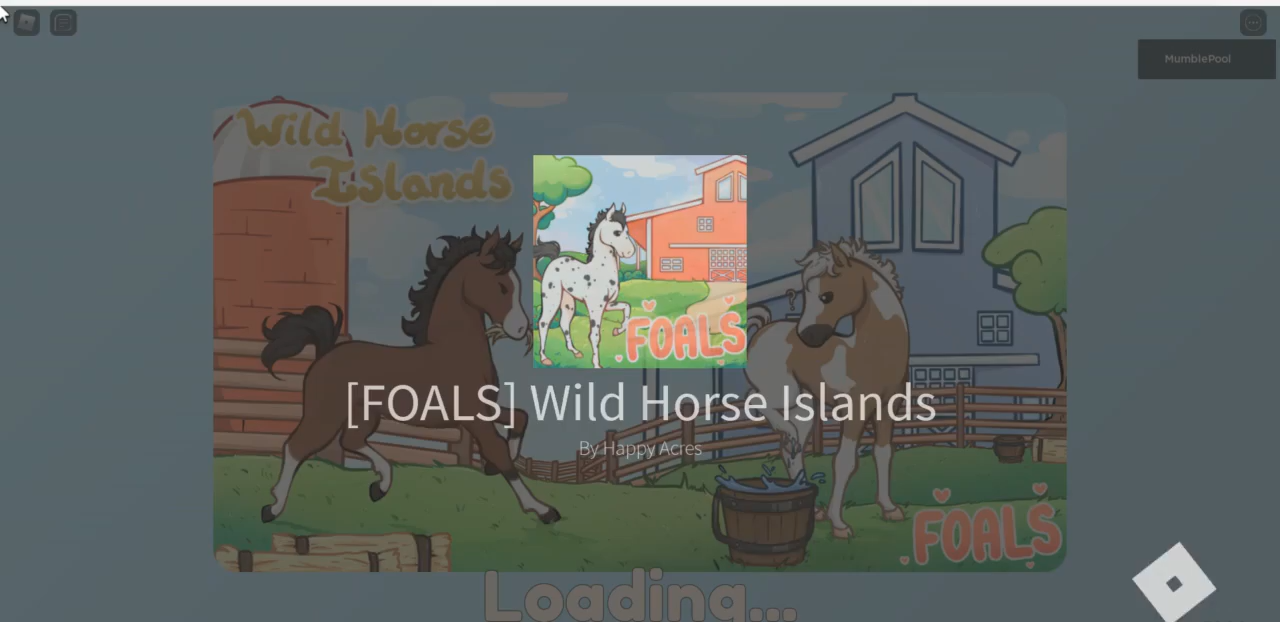 MumblePool
Wild Horse
Islands
FOALS
[FOALS] Wild Horse Islands
By Happy Acres
?
FOALS
Loading...